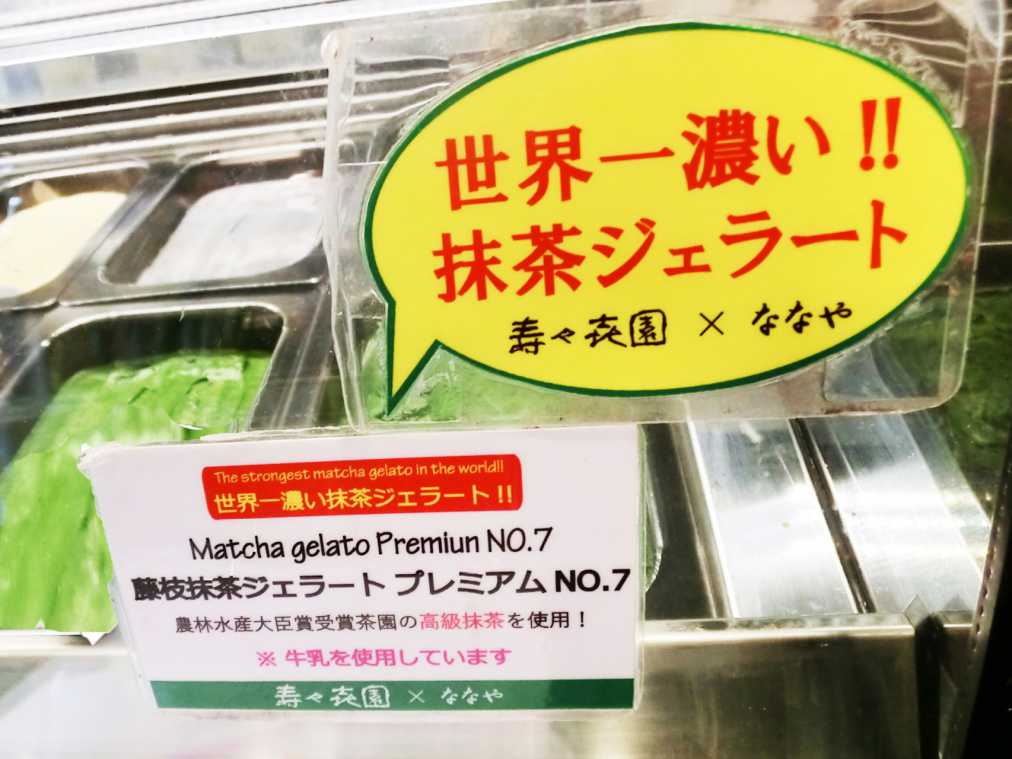 世界一濃い!!
抹茶ジェラート
寿々㐂園 × ななや
The strongest matcha gelato in the world!!
世界一濃い抹茶ジェラート!!
Matcha gelato Premiun NO.7
藤枝抹茶ジェラート プレミアム NO.7
農林水産大臣賞受賞茶園の高級抹茶を使用！
※ 牛乳を使用しています
寿々㐂園 × ななや